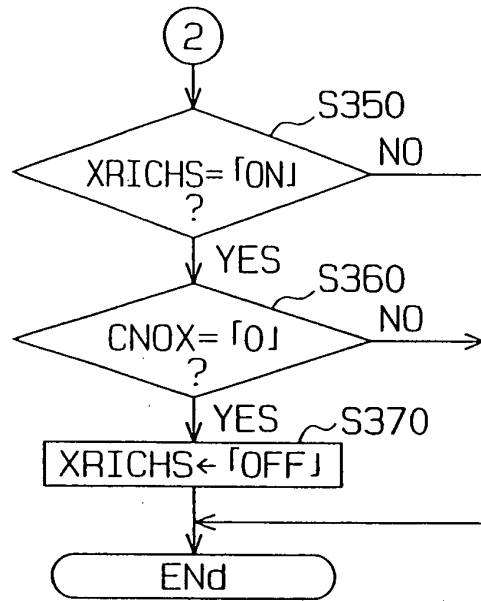 2
S350
XRICHS=「ON」
?
NO
YES
S360
CNOX=「0」
?
NO
YES
S370
XRICHS←「OFF」
ENd